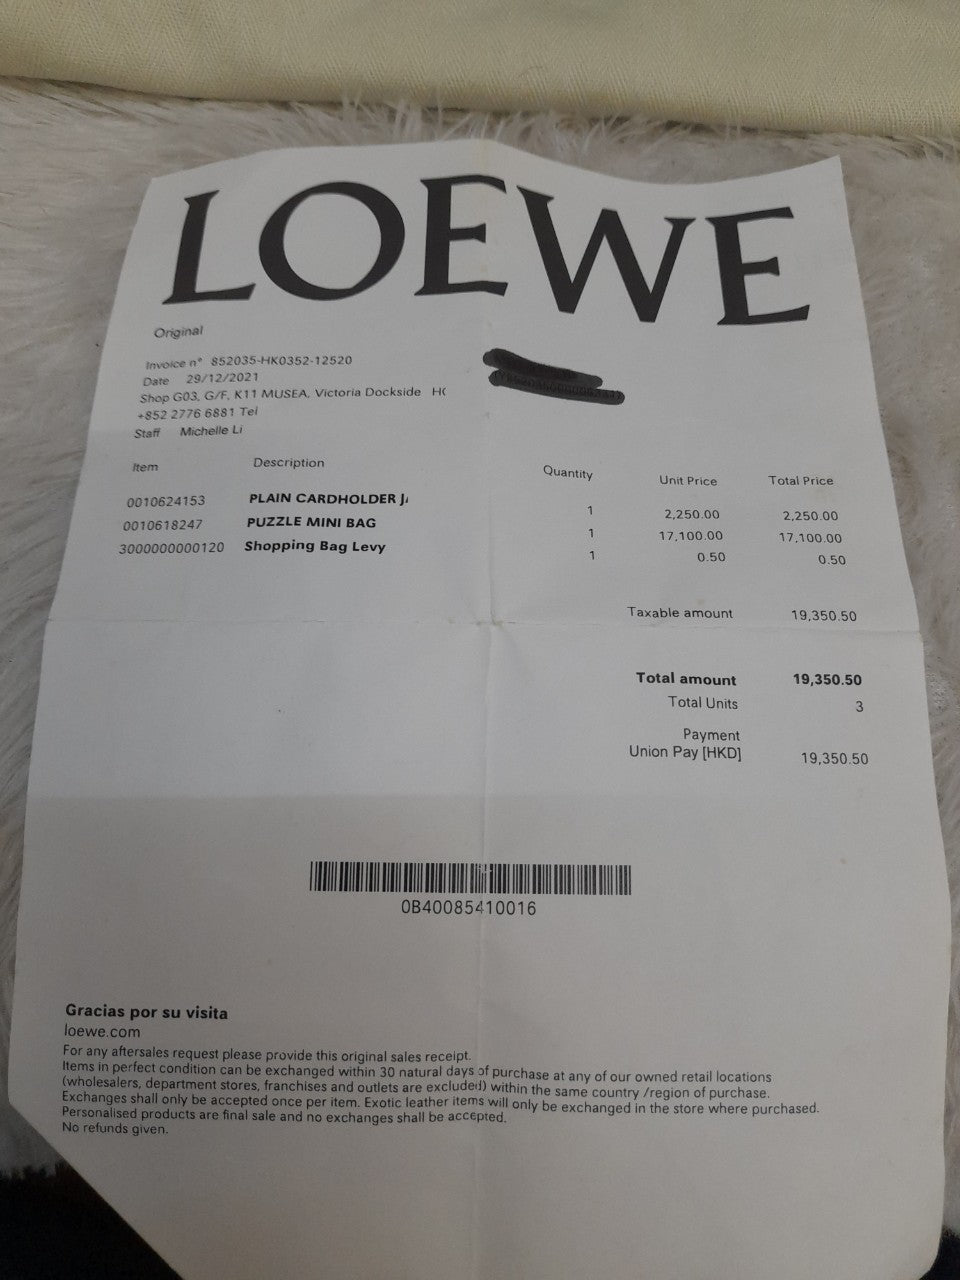 LOEWE
Original
Invoice n° 852035-HK0352-12520
Date 29/12/2021
Shop G03, G/F, K11 MUSEA, Victoria Dockside
+852 2776 6881 Tel
Staff Michelle Li
Item Description Quantity Unit Price Total Price
0010624153 PLAIN CARDHOLDER 1 2,250.00 2,250.00
0010618247 PUZZLE MINI BAG 1 17,100.00 17,100.00
3000000000120 Shopping Bag Levy 1 0.50 0.50
Taxable amount 19,350.50
Total amount 19,350.50
Total Units 3
Payment
Union Pay [HKD] 19,350.50
0B40085410016
Gracias por su visita
loewe.com
For any aftersales request please provide this original sales receipt.
Items in perfect condition can be exchanged within 30 natural days of purchase at any of our owned retail locations
(wholesalers, department stores, franchises and outlets are excluded) within the same country /region of purchase.
Exchanges shall only be accepted once per item. Exotic leather items will only be exchanged in the store where purchased.
Personalised products are final sale and no exchanges shall be accepted.
No refunds given.